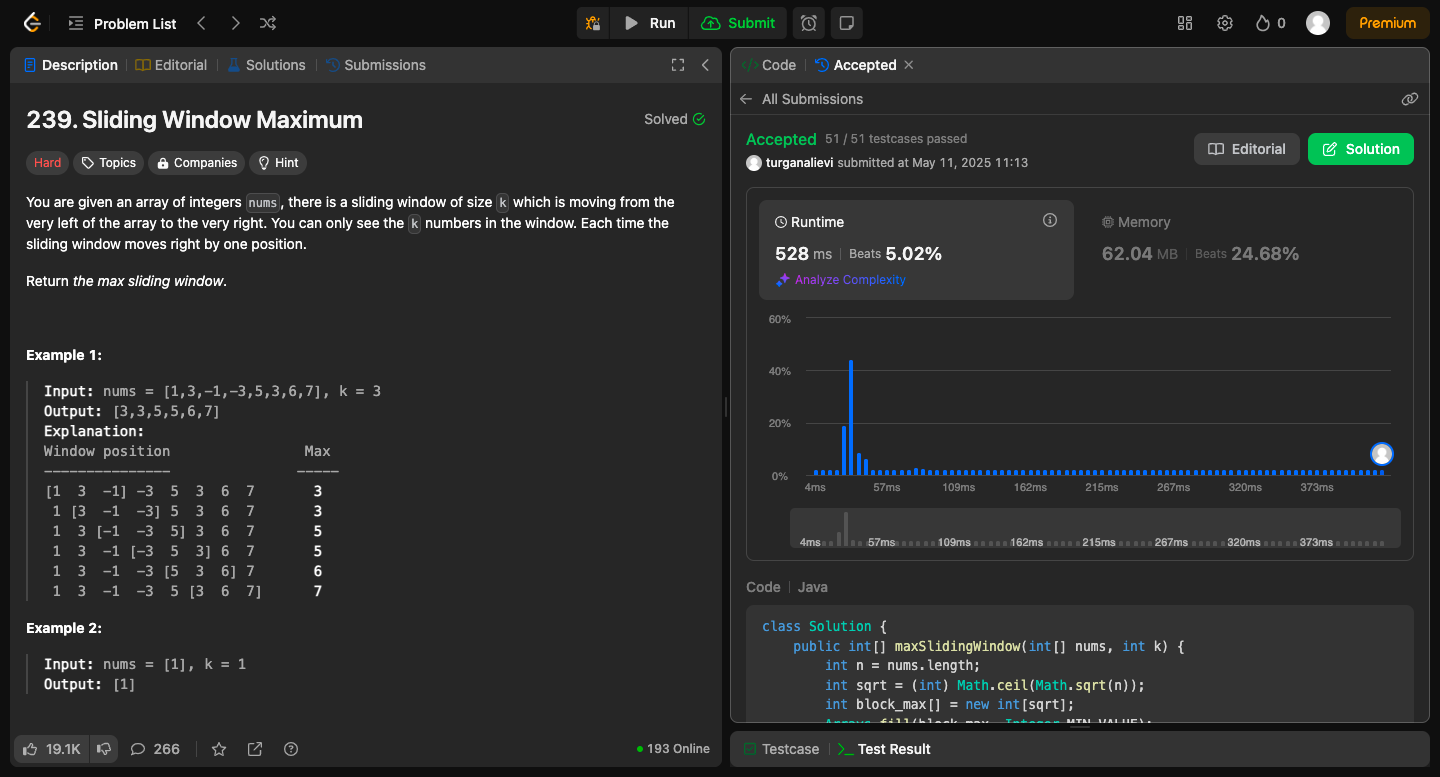 Problem List
Run
Submit
0
Premium
Description
Editorial
Solutions
Submissions
239. Sliding Window Maximum
Solved
Hard
Topics
Companies
Hint
You are given an array of integers nums, there is a sliding window of size k which is moving from the
very left of the array to the very right. You can only see the k numbers in the window. Each time the
sliding window moves right by one position.
Return the max sliding window.
Example 1:
Input: nums = [1,3,-1,-3,5,3,6,7], k = 3
Output: [3,3,5,5,6,7]
Explanation:
Window position                Max
---------------               -----
[1  3  -1] -3  5  3  6  7       3
 1 [3  -1  -3] 5  3  6  7       3
 1  3 [-1  -3  5] 3  6  7       5
 1  3  -1 [-3  5  3] 6  7       5
 1  3  -1  -3 [5  3  6] 7       6
 1  3  -1  -3  5 [3  6  7]      7
Example 2:
Input: nums = [1], k = 1
Output: [1]
19.1K
266
193 Online
Code
Accepted
All Submissions
Accepted 51 / 51 testcases passed
turganalievi submitted at May 11, 2025 11:13
Editorial
Solution
Runtime
528 ms
Beats 5.02%
Analyze Complexity
Memory
62.04 MB
Beats 24.68%
60%
40%
20%
0%
4ms 57ms 109ms 162ms 215ms 267ms 320ms 373ms
4ms 57ms 109ms 162ms 215ms 267ms 320ms 373ms
Code
Java
class Solution {
    public int[] maxSlidingWindow(int[] nums, int k) {
        int n = nums.length;
        int sqrt = (int) Math.ceil(Math.sqrt(n));
        int block_max[] = new int[sqrt];
        Arrays.fill(block_max, Integer.MIN_VALUE);
Testcase
Test Result